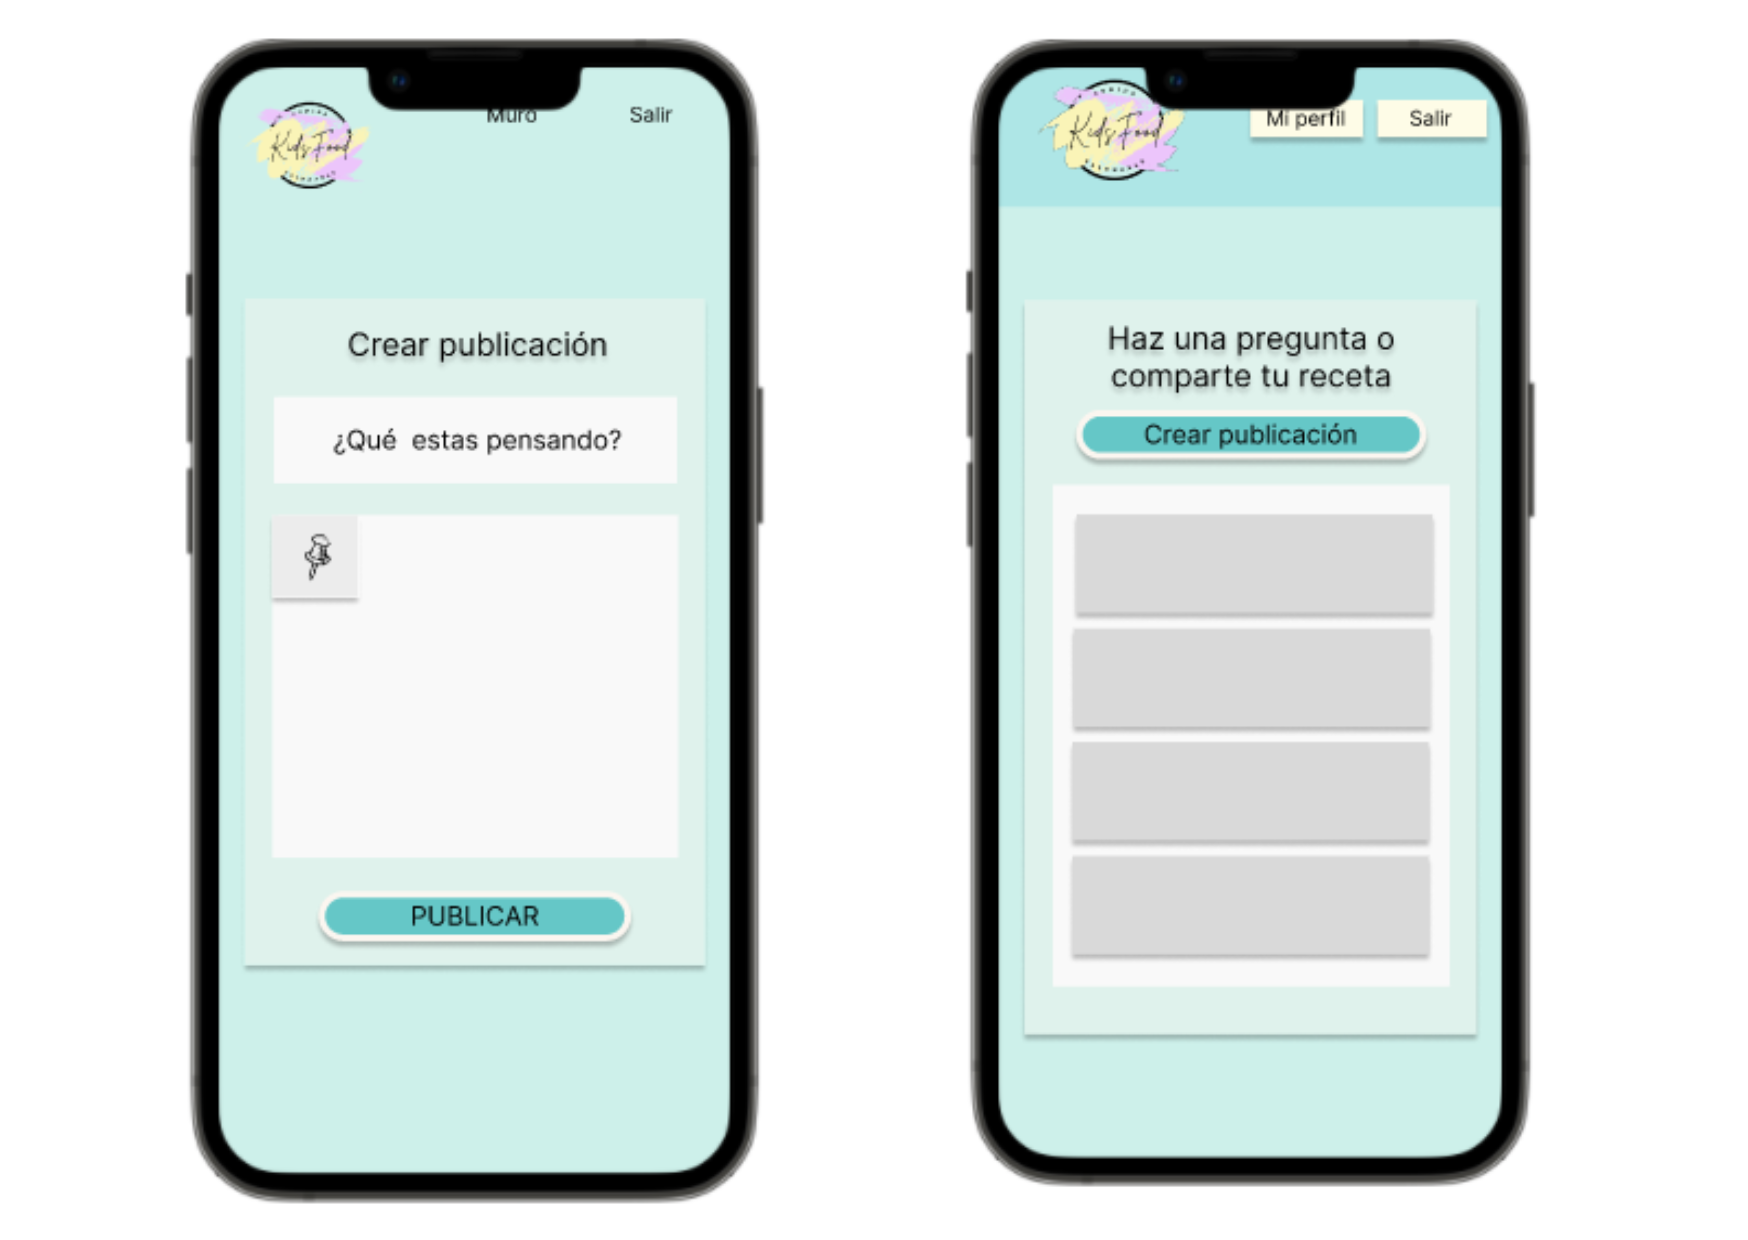 Kids Food
Muro
Salir
Crear publicación
¿Qué estas pensando?
PUBLICAR
Kids Food
Mi perfil
Salir
Haz una pregunta o
comparte tu receta
Crear publicación